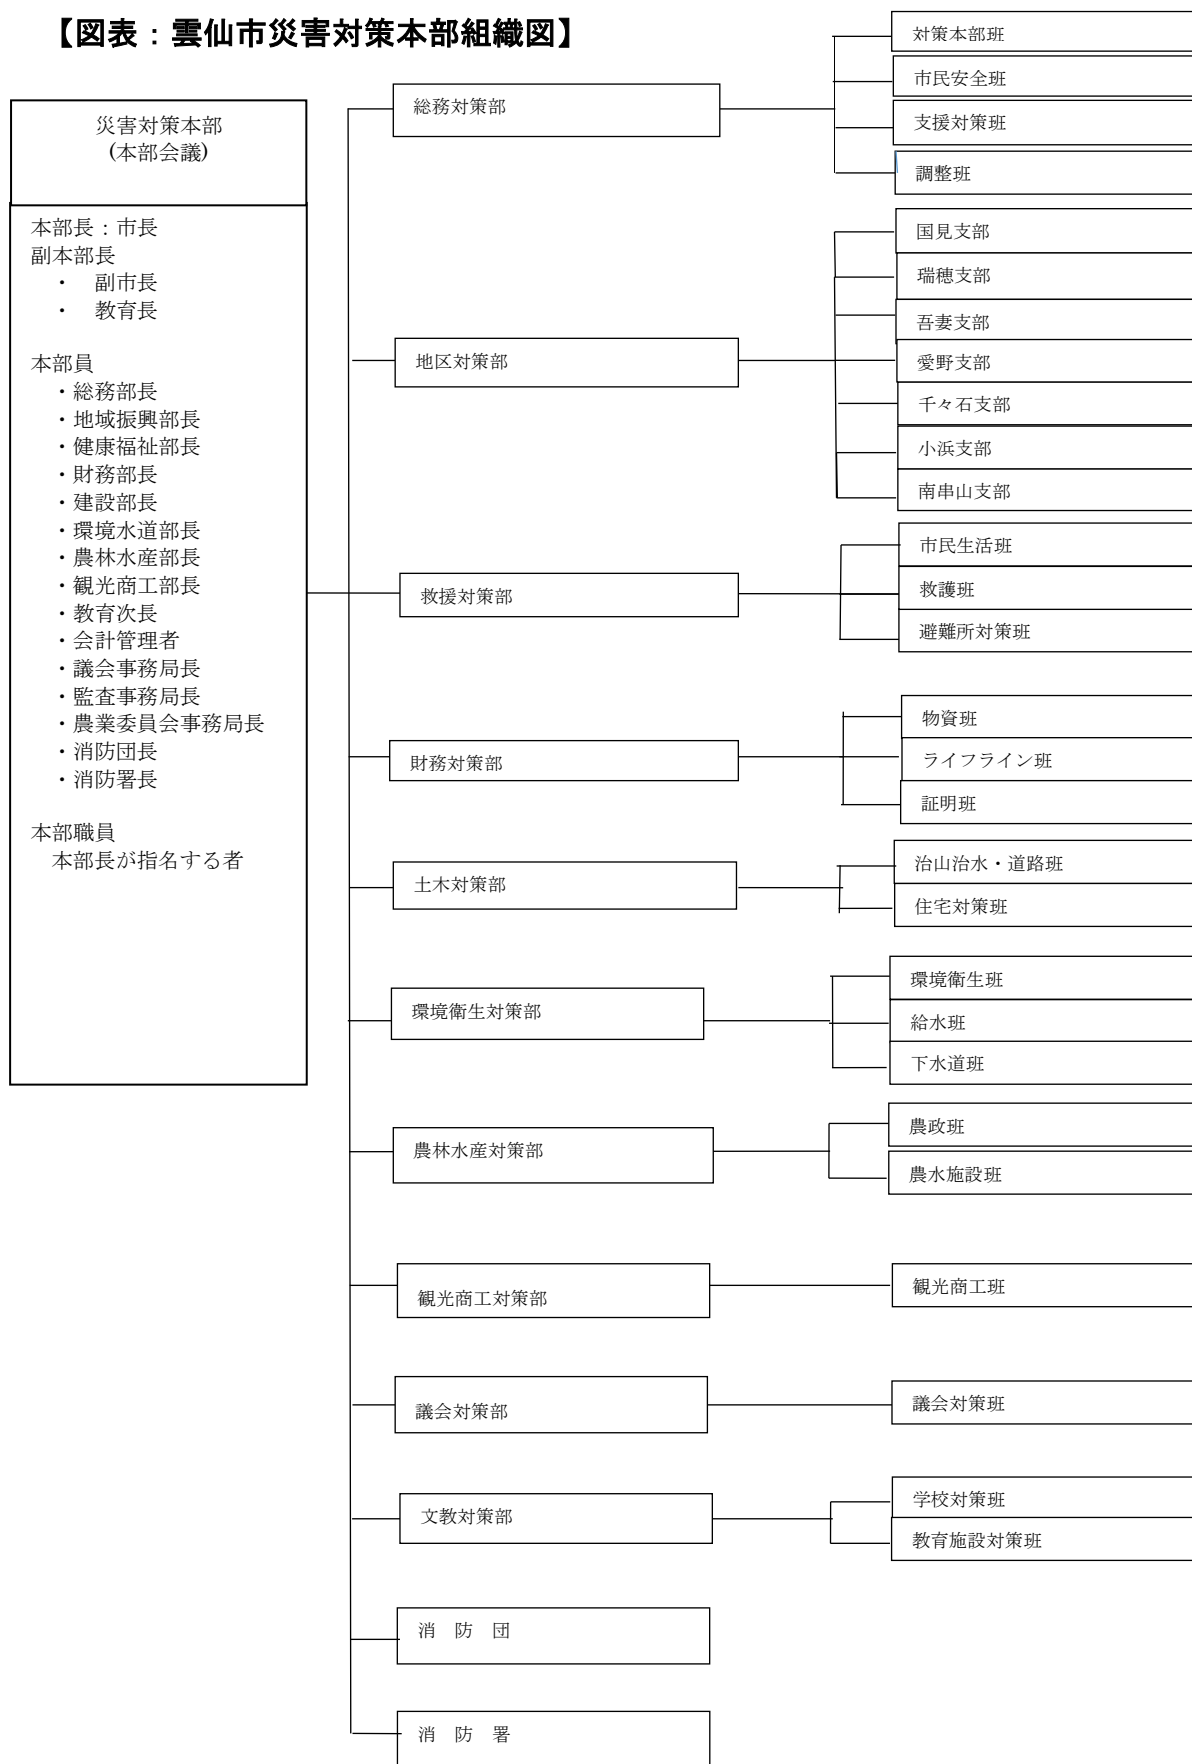 【図表：雲仙市災害対策本部組織図】
災害対策本部
(本部会議)
本部長：市長
副本部長
・　副市長
・　教育長
本部員
・総務部長
・地域振興部長
・健康福祉部長
・財務部長
・建設部長
・環境水道部長
・農林水産部長
・観光商工部長
・教育次長
・会計管理者
・議会事務局長
・監査事務局長
・農業委員会事務局長
・消防団長
・消防署長
本部職員
本部長が指名する者
総務対策部
対策本部班
市民安全班
支援対策班
調整班
地区対策部
国見支部
瑞穂支部
吾妻支部
愛野支部
千々石支部
小浜支部
南串山支部
救援対策部
市民生活班
救護班
避難所対策班
財務対策部
物資班
ライフライン班
証明班
土木対策部
治山治水・道路班
住宅対策班
環境衛生対策部
環境衛生班
給水班
下水道班
農林水産対策部
農政班
農水施設班
観光商工対策部
観光商工班
議会対策部
議会対策班
文教対策部
学校対策班
教育施設対策班
消　防　団
消　防　署